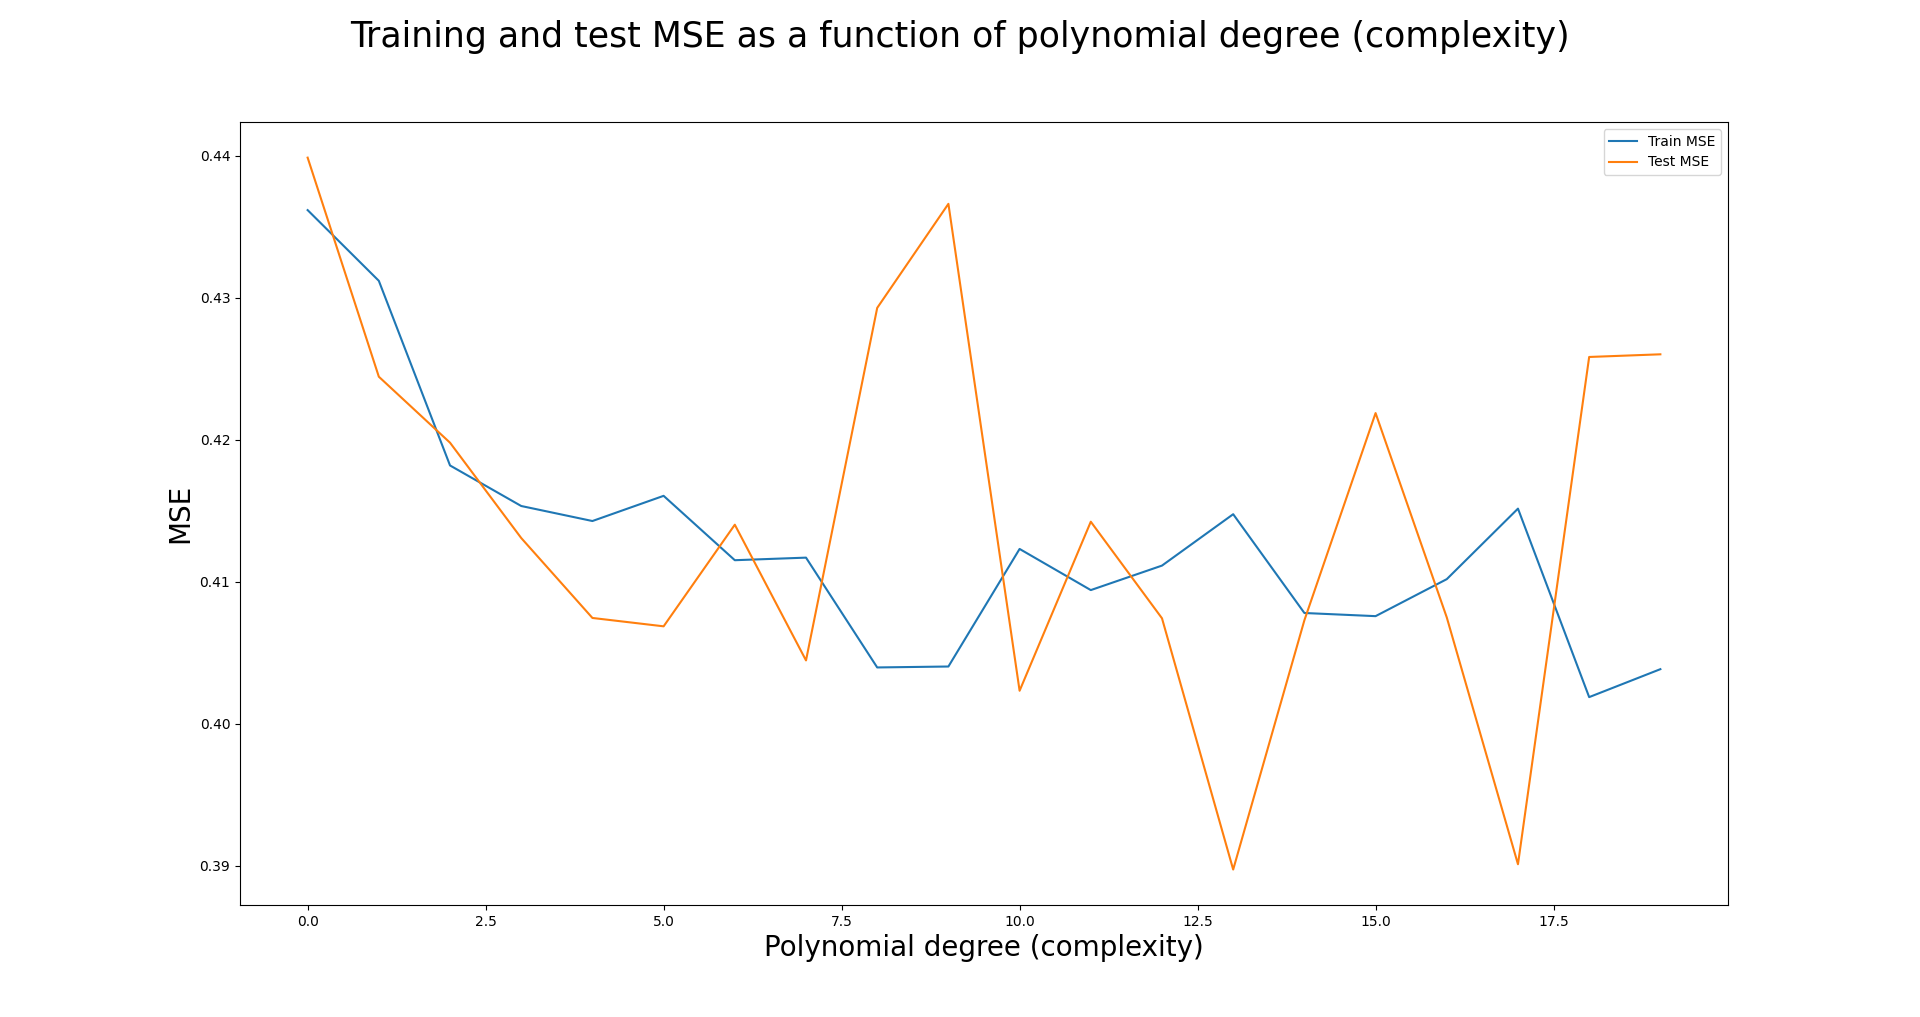 Training and test MSE as a function of polynomial degree (complexity)
Train MSE
Test MSE
MSE
0.44
0.43
0.42
0.41
0.40
0.39
0.0 2.5 5.0 7.5 10.0 12.5 15.0 17.5
Polynomial degree (complexity)